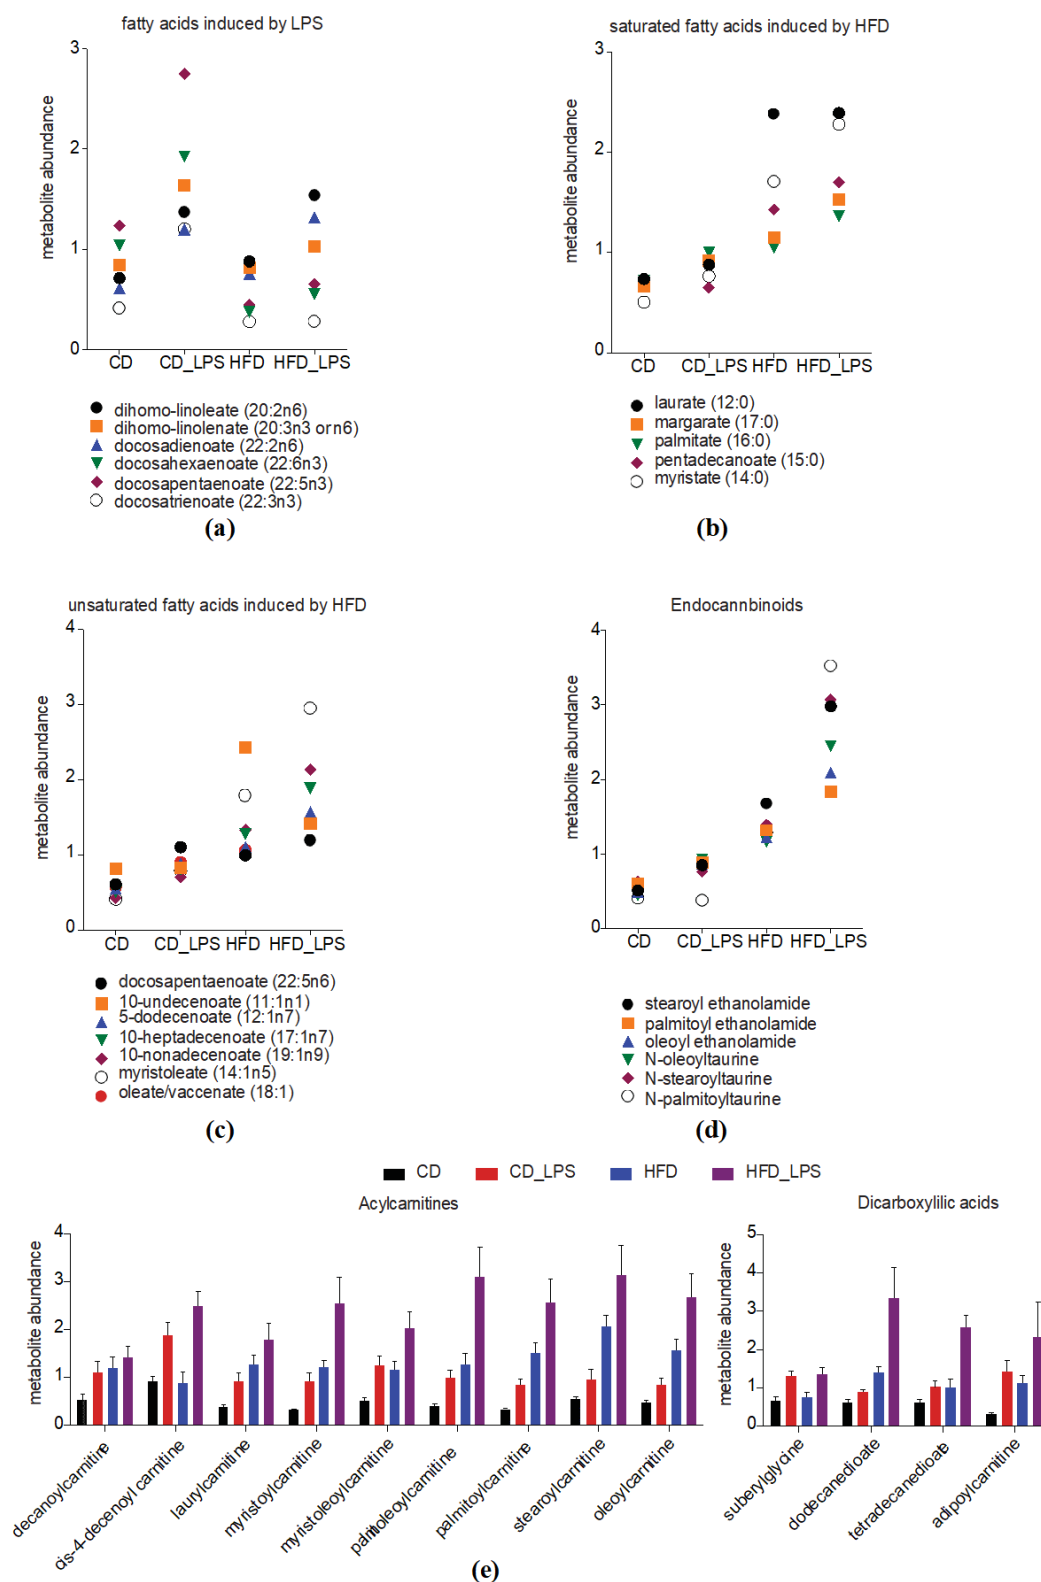 fatty acids induced by LPS
metabolite abundance
3
2
1
0
CD CD_LPS HFD HFD_LPS
dihomo-linoleate (20:2n6)
dihomo-linolenate (20:3n3 or n6)
docosadienoate (22:2n6)
docosahexaenoate (22:6n3)
docosapentaenoate (22:5n3)
docosatrienoate (22:3n3)
(a)
saturated fatty acids induced by HFD
metabolite abundance
3
2
1
0
CD CD_LPS HFD HFD_LPS
laurate (12:0)
margarate (17:0)
palmitate (16:0)
pentadecanoate (15:0)
myristate (14:0)
(b)
unsaturated fatty acids induced by HFD
metabolite abundance
4
3
2
1
0
CD CD_LPS HFD HFD_LPS
docosapentaenoate (22:5n6)
10-undecenoate (11:1n1)
5-dodecenoate (12:1n7)
10-heptadecenoate (17:1n7)
10-nonadecenoate (19:1n9)
myristoleate (14:1n5)
oleate/vaccenate (18:1)
(c)
Endocannbinoids
metabolite abundance
4
3
2
1
0
CD CD_LPS HFD HFD_LPS
stearoyl ethanolamide
palmitoyl ethanolamide
oleoyl ethanolamide
N-oleoyltaurine
N-stearoyltaurine
N-palmitoyltaurine
(d)
CD CD_LPS HFD HFD_LPS
Acylcarnitines
metabolite abundance
4
3
2
1
0
decanoylcarnitine
cis-4-decenoyl carnitine
laurylcarnitine
myristoylcarnitine
myristoleoylcarnitine
palmitoleoylcarnitine
palmitoylcarnitine
stearoylcarnitine
oleoylcarnitine
Dicarboxylilic acids
metabolite abundance
5
4
3
2
1
0
suberylglycine
dodecanedioate
tetradecanedioate
adipoylcarnitine
(e)